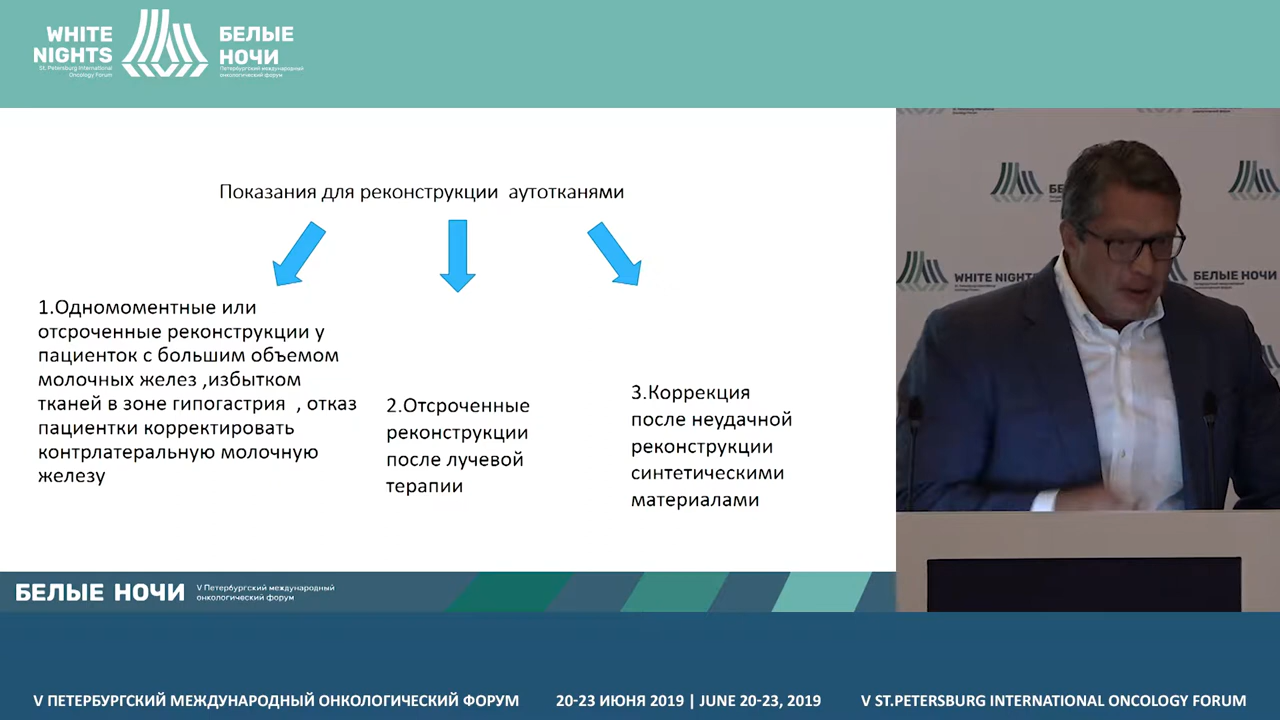 WHITE
NIGHTS
St. Petersburg International
Oncology Forum
БЕЛЫЕ
НОЧИ
Петербургский международный
онкологический форум
Показания для реконструкции аутотканями
1.Одномоментные или
отсроченные реконструкции у
пациенток с большим объемом
молочных желез ,избытком
тканей в зоне гипогастрия , отказ
пациентки корректировать
контрлатеральную молочную
железу
2.Отсроченные
реконструкции
после лучевой
терапии
3.Коррекция
после неудачной
реконструкции
синтетическими
материалами
WHITE NIGHTS
БЕЛЫЕ НОЧИ
БЕЛЫЕ НОЧИ
V Петербургский международный
онкологический форум
V ПЕТЕРБУРГСКИЙ МЕЖДУНАРОДНЫЙ ОНКОЛОГИЧЕСКИЙ ФОРУМ
20-23 ИЮНЯ 2019 | JUNE 20-23, 2019
V ST.PETERSBURG INTERNATIONAL ONCOLOGY FORUM